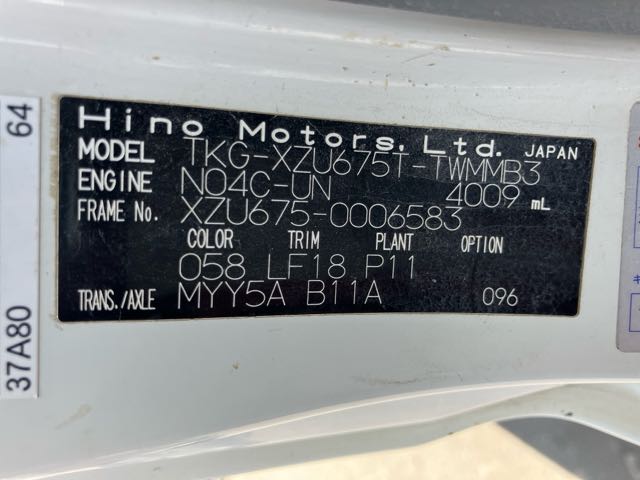 Hino Motors, Ltd. JAPAN
MODEL TKG-XZU675T-TWMMB3
ENGINE N04C-UN 4009 mL
FRAME No. XZU675-0006583
COLOR TRIM PLANT OPTION
058 LF18 P11
TRANS./AXLE MYY5A B11A 096
37A80 64